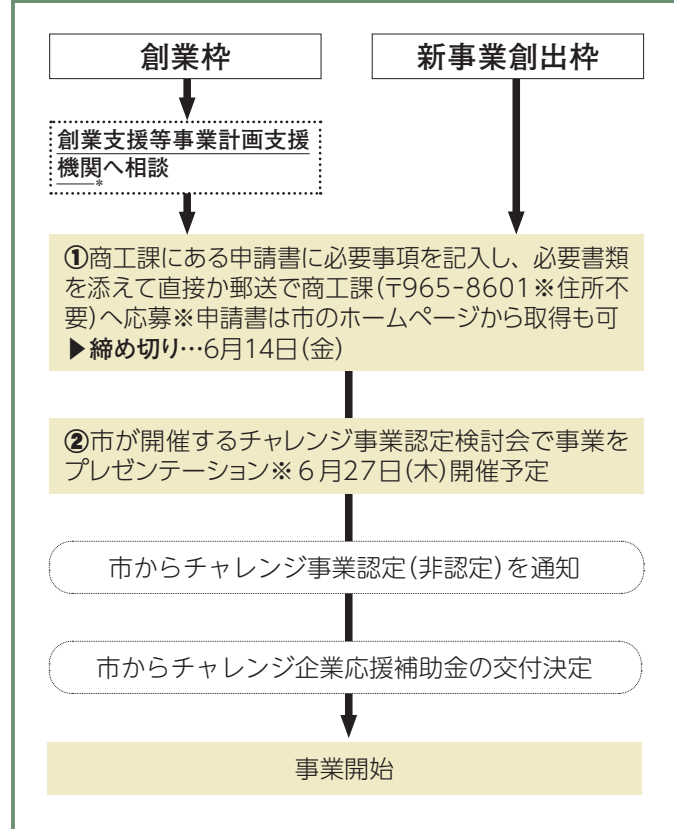 創業枠
新事業創出枠
創業支援等事業計画支援
機関へ相談
*
❶商工課にある申請書に必要事項を記入し、必要書類
を添えて直接か郵送で商工課(〒965-8601※住所不
要)へ応募※申請書は市のホームページから取得も可
▶締め切り…6月14日(金)
❷市が開催するチャレンジ事業認定検討会で事業を
プレゼンテーション※6月27日(木)開催予定
市からチャレンジ事業認定(非認定)を通知
市からチャレンジ企業応援補助金の交付決定
事業開始